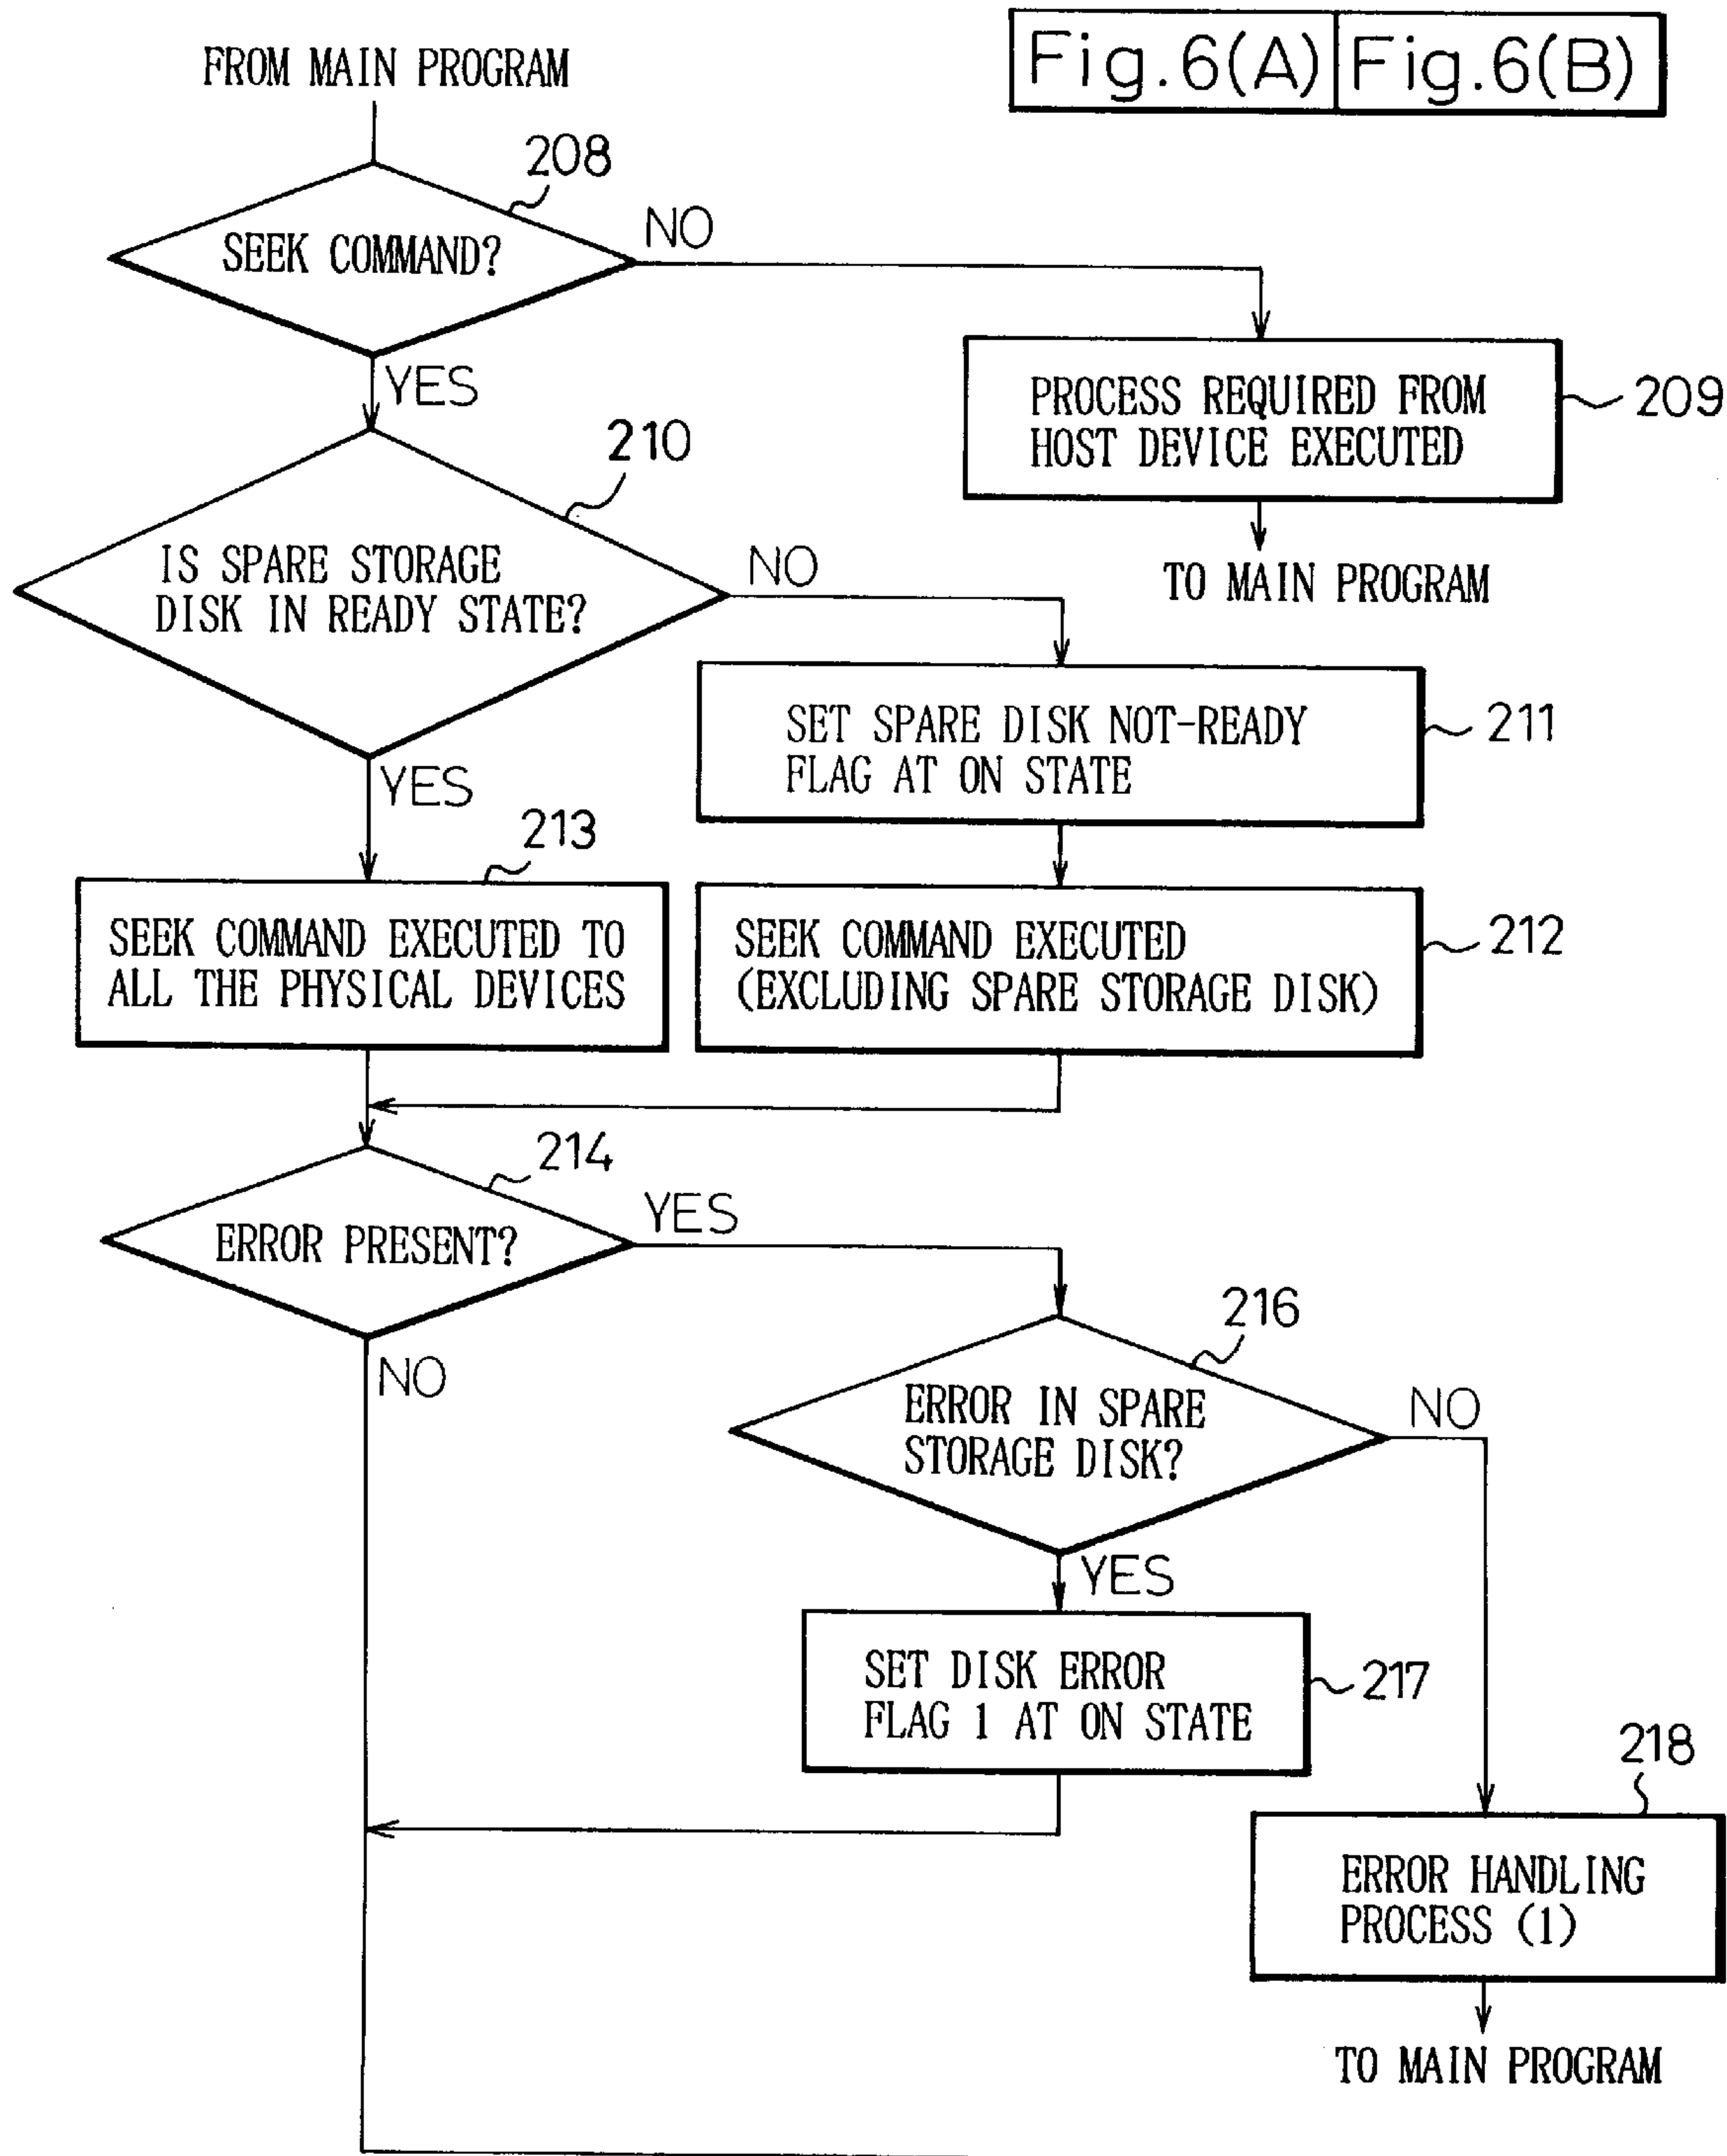 Fig.6(A) Fig.6(B)
FROM MAIN PROGRAM
208
SEEK COMMAND?
NO
YES
PROCESS REQUIRED FROM
HOST DEVICE EXECUTED
209
TO MAIN PROGRAM
210
IS SPARE STORAGE
DISK IN READY STATE?
NO
YES
SET SPARE DISK NOT-READY
FLAG AT ON STATE
211
213
SEEK COMMAND EXECUTED TO
ALL THE PHYSICAL DEVICES
SEEK COMMAND EXECUTED
(EXCLUDING SPARE STORAGE DISK)
212
214
ERROR PRESENT?
YES
NO
216
ERROR IN SPARE
STORAGE DISK?
NO
YES
SET DISK ERROR
FLAG 1 AT ON STATE
217
218
ERROR HANDLING
PROCESS (1)
TO MAIN PROGRAM